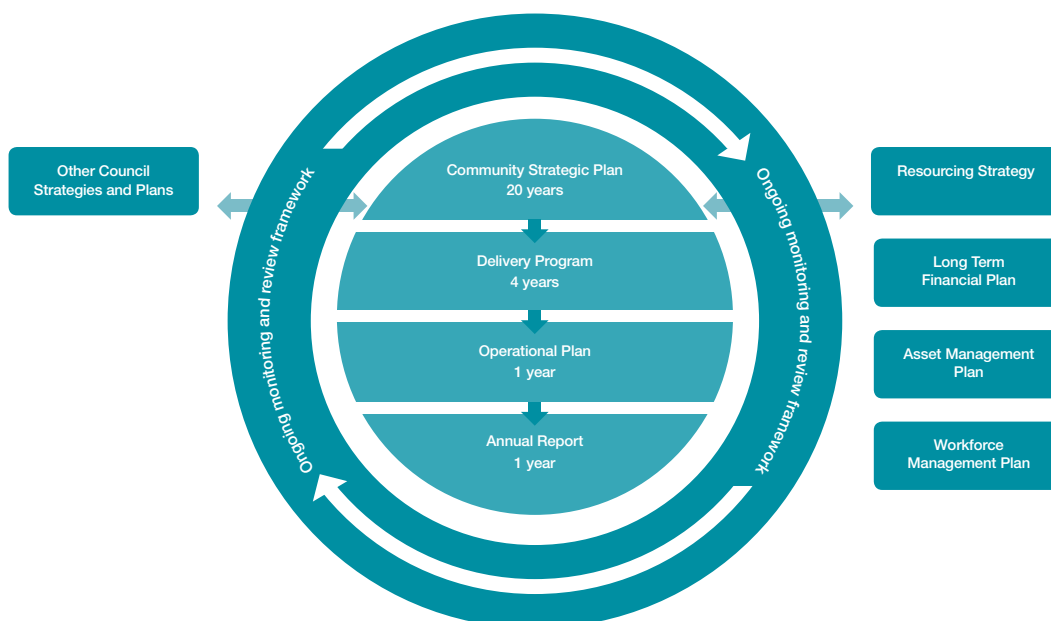 Other Council
Strategies and Plans
Ongoing monitoring and review framework
Community Strategic Plan
20 years
Delivery Program
4 years
Operational Plan
1 year
Annual Report
1 year
Ongoing monitoring and review framework
Resourcing Strategy
Long Term
Financial Plan
Asset Management
Plan
Workforce
Management Plan